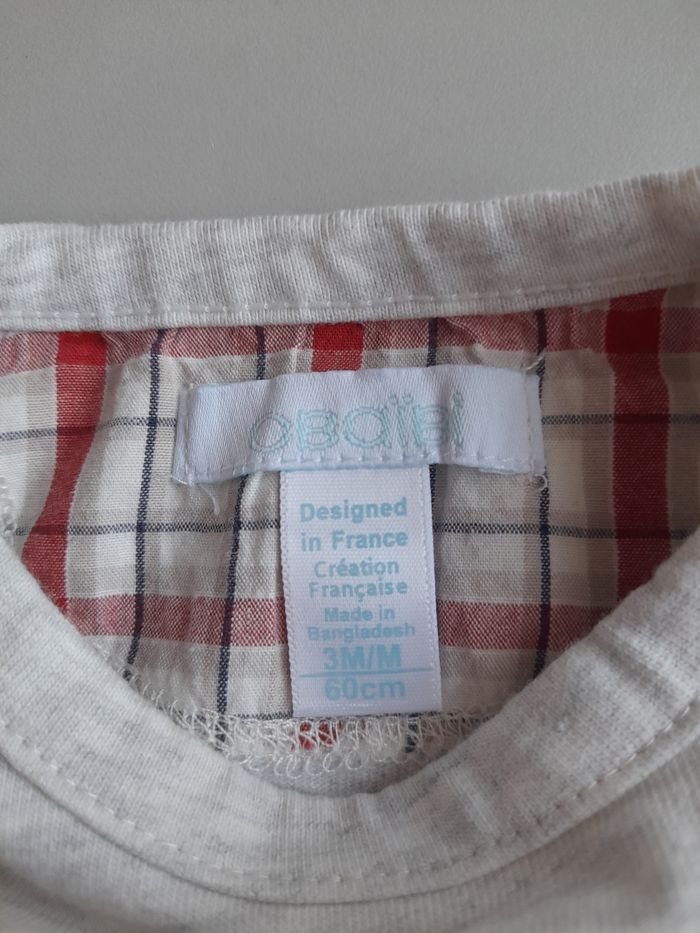 obaïbi
Designed
in France
Création
Française
Made in
Bangladesh
3M/M
60cm